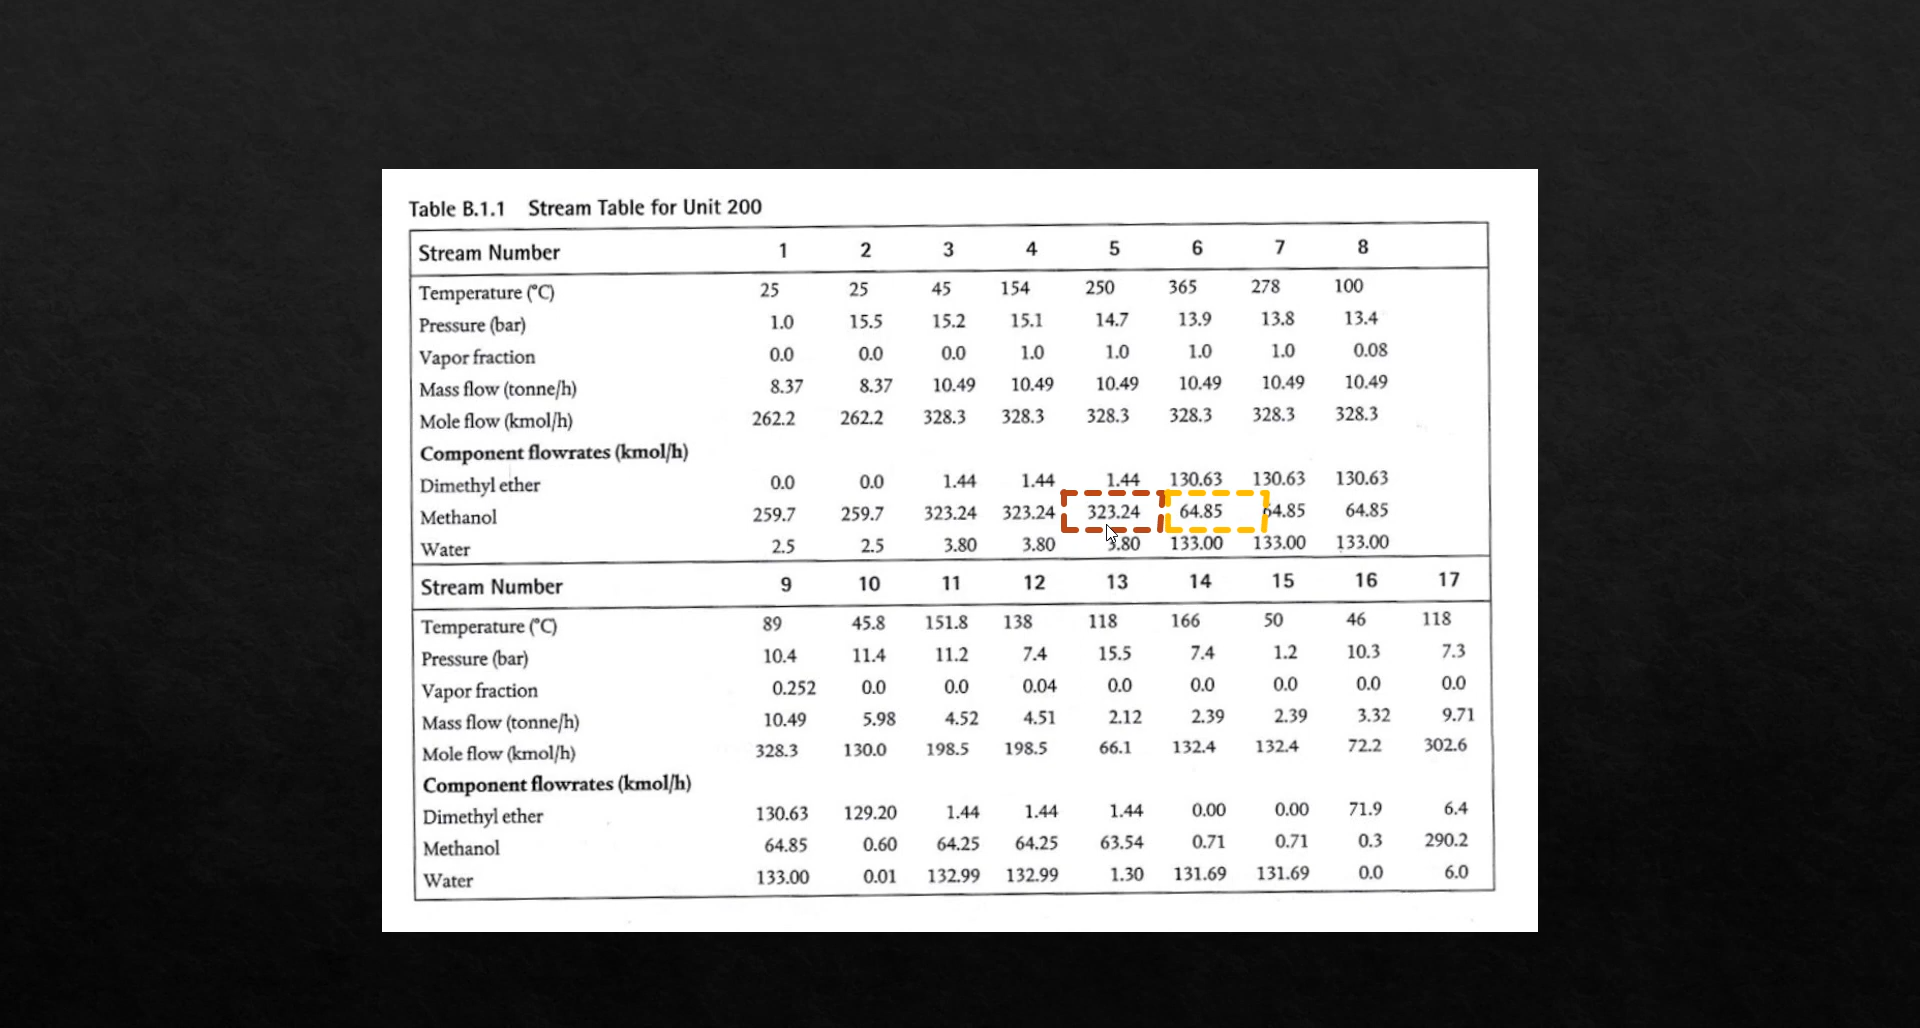 Table B.1.1 Stream Table for Unit 200
Stream Number 1 2 3 4 5 6 7 8
Temperature (°C) 25 25 45 154 250 365 278 100
Pressure (bar) 1.0 15.5 15.2 15.1 14.7 13.9 13.8 13.4
Vapor fraction 0.0 0.0 0.0 1.0 1.0 1.0 1.0 0.08
Mass flow (tonne/h) 8.37 8.37 10.49 10.49 10.49 10.49 10.49 10.49
Mole flow (kmol/h) 262.2 262.2 328.3 328.3 328.3 328.3 328.3 328.3
Component flowrates (kmol/h)
Dimethyl ether 0.0 0.0 1.44 1.44 1.44 130.63 130.63 130.63
Methanol 259.7 259.7 323.24 323.24 323.24 64.85 64.85 64.85
Water 2.5 2.5 3.80 3.80 3.80 133.00 133.00 133.00
Stream Number 9 10 11 12 13 14 15 16 17
Temperature (°C) 89 45.8 151.8 138 118 166 50 46 118
Pressure (bar) 10.4 11.4 11.2 7.4 15.5 7.4 1.2 10.3 7.3
Vapor fraction 0.252 0.0 0.0 0.04 0.0 0.0 0.0 0.0 0.0
Mass flow (tonne/h) 10.49 5.98 4.52 4.51 2.12 2.39 2.39 3.32 9.71
Mole flow (kmol/h) 328.3 130.0 198.5 198.5 66.1 132.4 132.4 72.2 302.6
Component flowrates (kmol/h)
Dimethyl ether 130.63 129.20 1.44 1.44 1.44 0.00 0.00 71.9 6.4
Methanol 64.85 0.60 64.25 64.25 63.54 0.71 0.71 0.3 290.2
Water 133.00 0.01 132.99 132.99 1.30 131.69 131.69 0.0 6.0